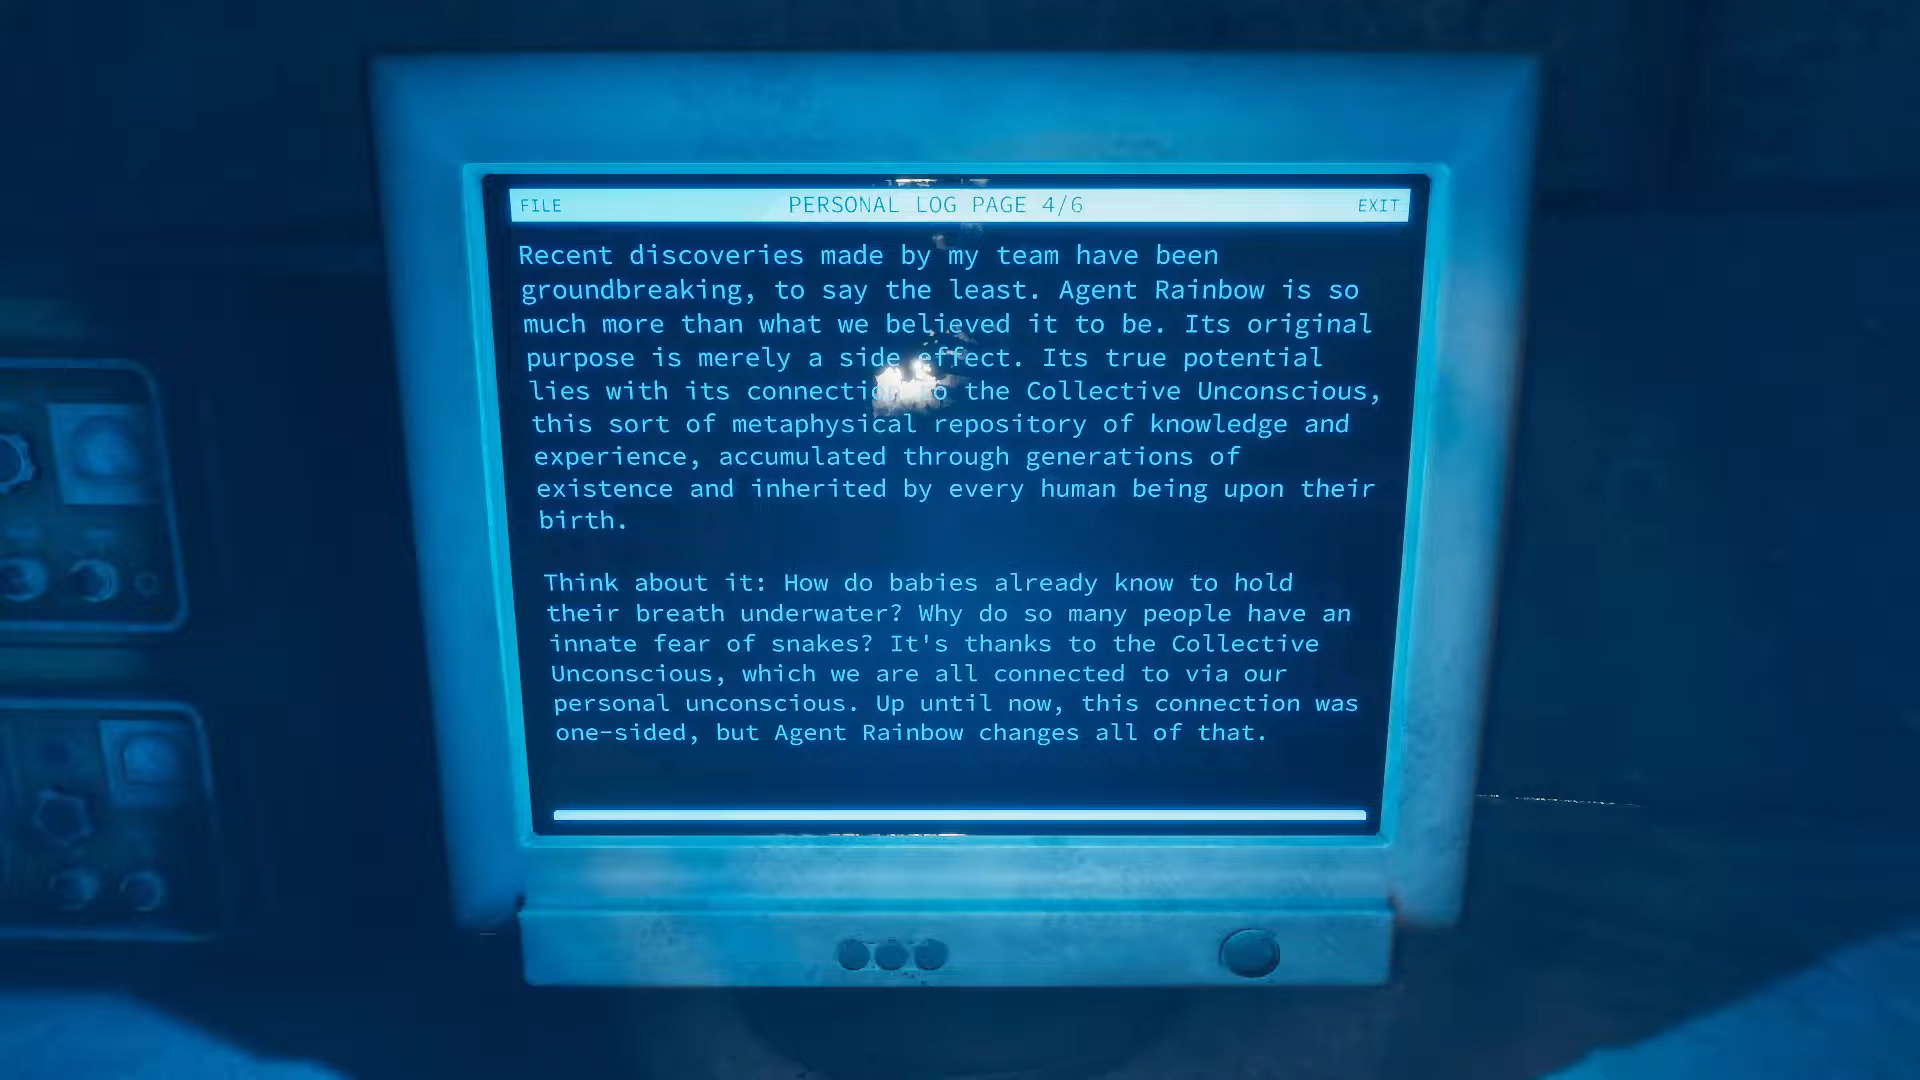 FILE PERSONAL LOG PAGE 4/6 EXIT
Recent discoveries made by my team have been
groundbreaking, to say the least. Agent Rainbow is so
much more than what we believed it to be. Its original
purpose is merely a side effect. Its true potential
lies with its connection to the Collective Unconscious,
this sort of metaphysical repository of knowledge and
experience, accumulated through generations of
existence and inherited by every human being upon their
birth.
Think about it: How do babies already know to hold
their breath underwater? Why do so many people have an
innate fear of snakes? It's thanks to the Collective
Unconscious, which we are all connected to via our
personal unconscious. Up until now, this connection was
one-sided, but Agent Rainbow changes all of that.